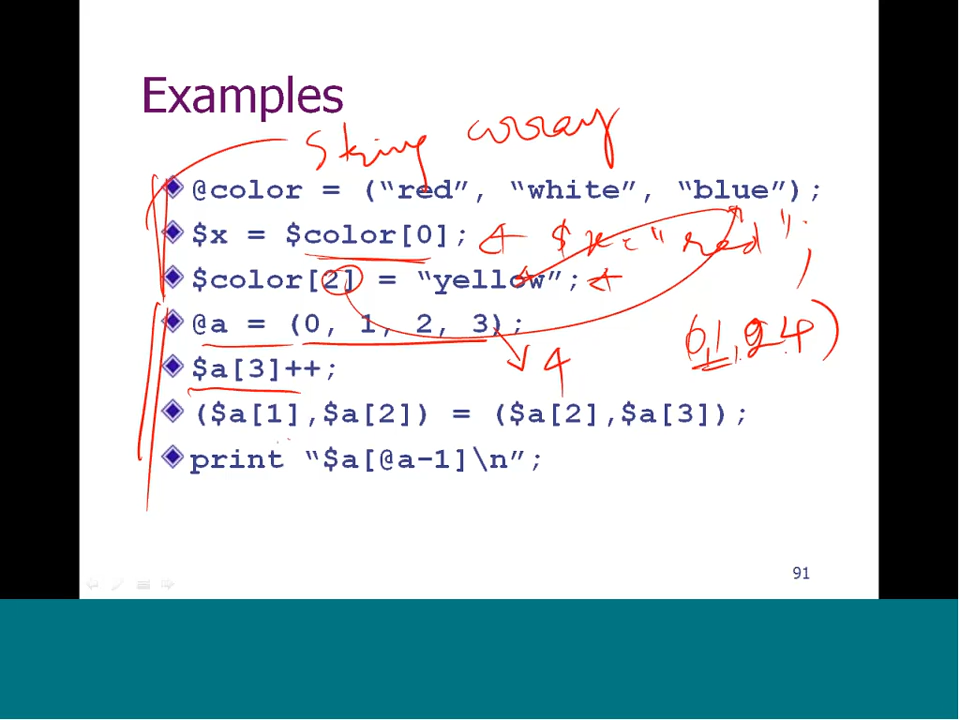 Examples
String array
@color = (“red”, “white”, “blue”);
$x = $color[0]; ← $x = “red”;
$color[2] = “yellow”; ←
@a = (0, 1, 2, 3);
$a[3]++; 4
($a[1],$a[2]) = ($a[2],$a[3]);
print “$a[@a-1]\n”;
91